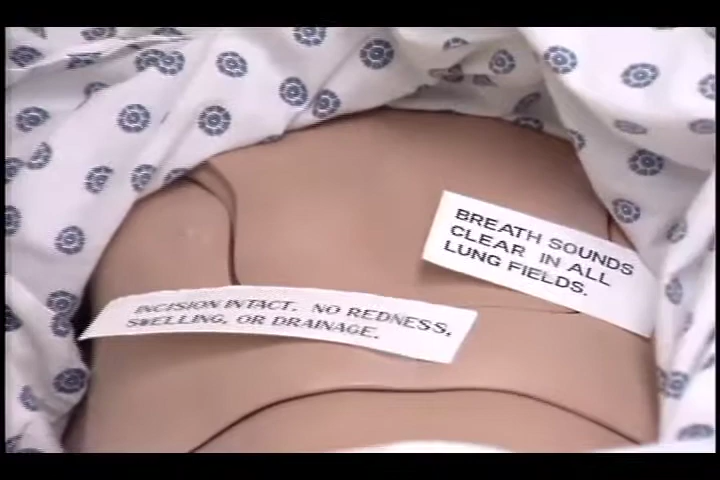 BREATH SOUNDS
CLEAR IN ALL
LUNG FIELDS.
INCISION INTACT. NO REDNESS,
SWELLING, OR DRAINAGE.